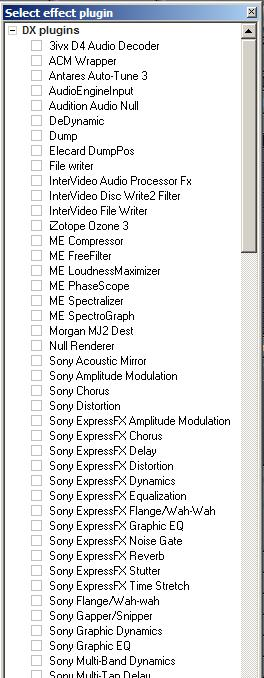 Select effect plugin
DX plugins
3ivx D4 Audio Decoder
ACM Wrapper
Antares Auto-Tune 3
AudioEngineInput
Audition Audio Null
DeDynamic
Dump
Elecard DumpPos
File writer
InterVideo Audio Processor Fx
InterVideo Disc Write2 Filter
InterVideo File Writer
iZotope Ozone 3
ME Compressor
ME FreeFilter
ME LoudnessMaximizer
ME PhaseScope
ME Spectralizer
ME SpectroGraph
Morgan MJ2 Dest
Null Renderer
Sony Acoustic Mirror
Sony Amplitude Modulation
Sony Chorus
Sony Distortion
Sony ExpressFX Amplitude Modulation
Sony ExpressFX Chorus
Sony ExpressFX Delay
Sony ExpressFX Distortion
Sony ExpressFX Dynamics
Sony ExpressFX Equalization
Sony ExpressFX Flange/Wah-Wah
Sony ExpressFX Graphic EQ
Sony ExpressFX Noise Gate
Sony ExpressFX Reverb
Sony ExpressFX Stutter
Sony ExpressFX Time Stretch
Sony Flange/Wah-wah
Sony Gapper/Snipper
Sony Graphic Dynamics
Sony Graphic EQ
Sony Multi-Band Dynamics
Sony Multi-Tap Delay